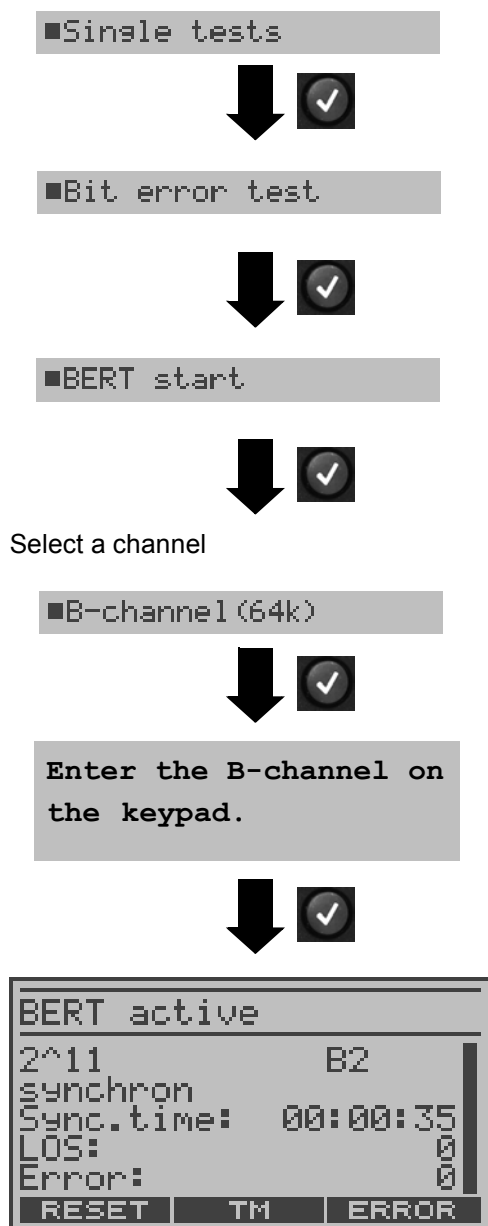 ■Single tests
■Bit error test
■BERT start
Select a channel
■B-channel(64k)
Enter the B-channel on
the keypad.
BERT active
2^11 B2
synchron
Sync.time: 00:00:35
LOS: 0
Error: 0
RESET TM ERROR